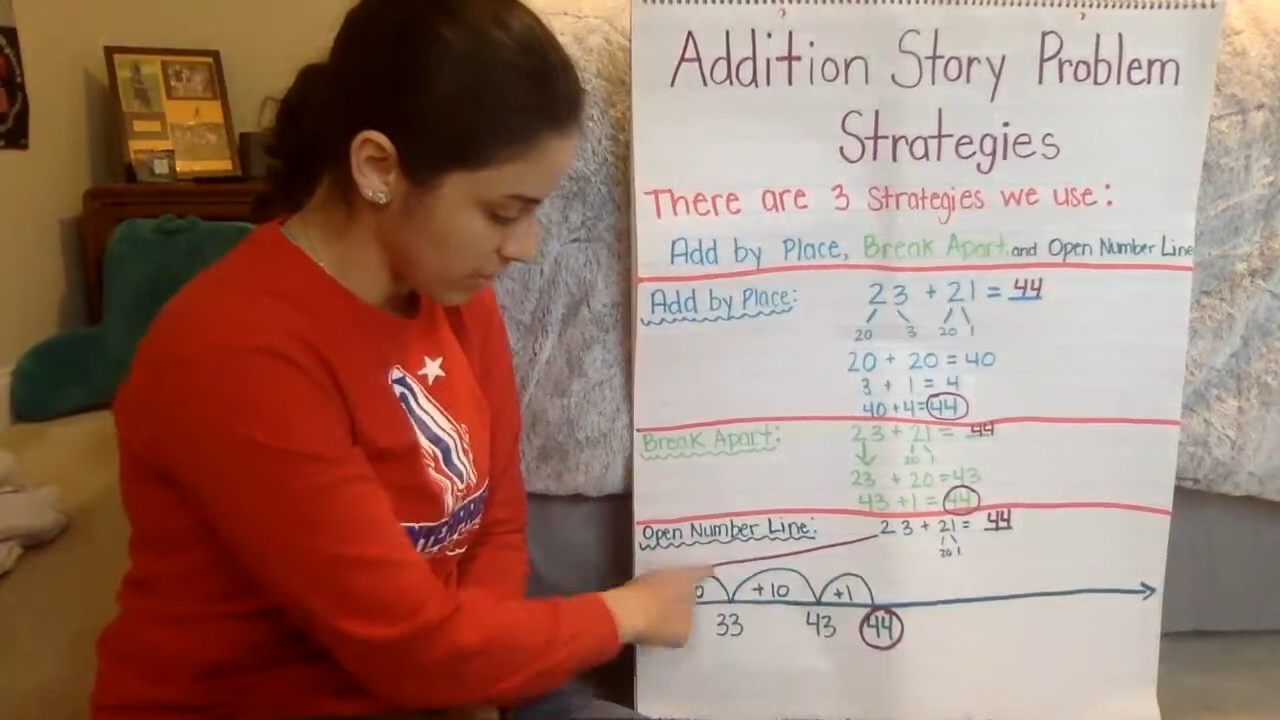 Addition Story Problem
Strategies
There are 3 Strategies we use:
Add by Place, Break Apart and Open Number Line
Add by Place: 23 + 21 = 44
20 3 20 1
20 + 20 = 40
3 + 1 = 4
40 + 4 = 44
Break Apart: 23 + 21 = 44
20 1
23 + 20 = 43
43 + 1 = 44
Open Number Line: 23 + 21 = 44
20 1
+10 +1
33 43 44